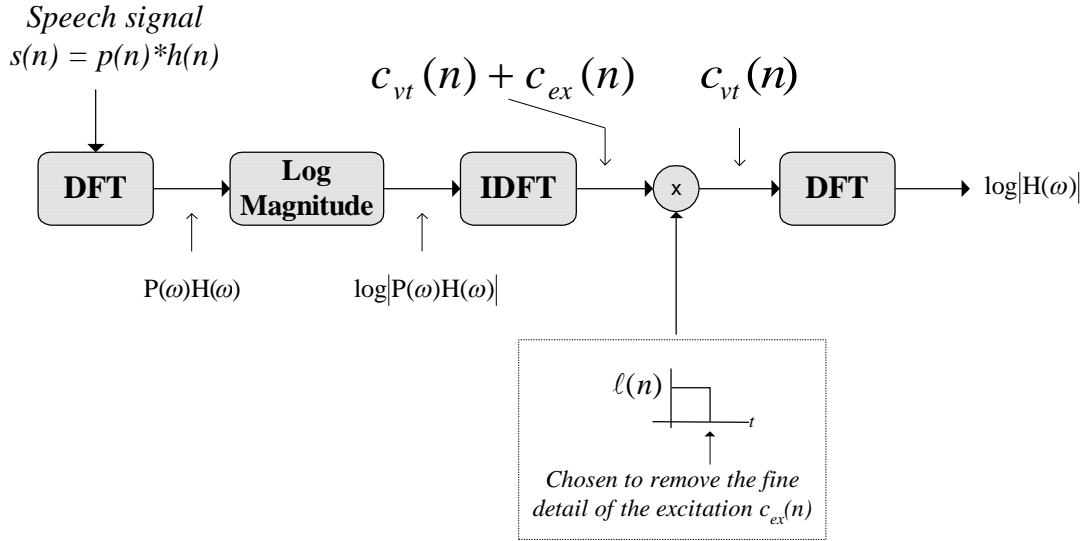 Speech signal
s(n) = p(n)*h(n)
c_vt(n) + c_ex(n)
c_vt(n)
DFT
Log
Magnitude
IDFT
x
DFT
log|H(ω)|
P(ω)H(ω)
log|P(ω)H(ω)|
ℓ(n)
t
Chosen to remove the fine
detail of the excitation c_ex(n)